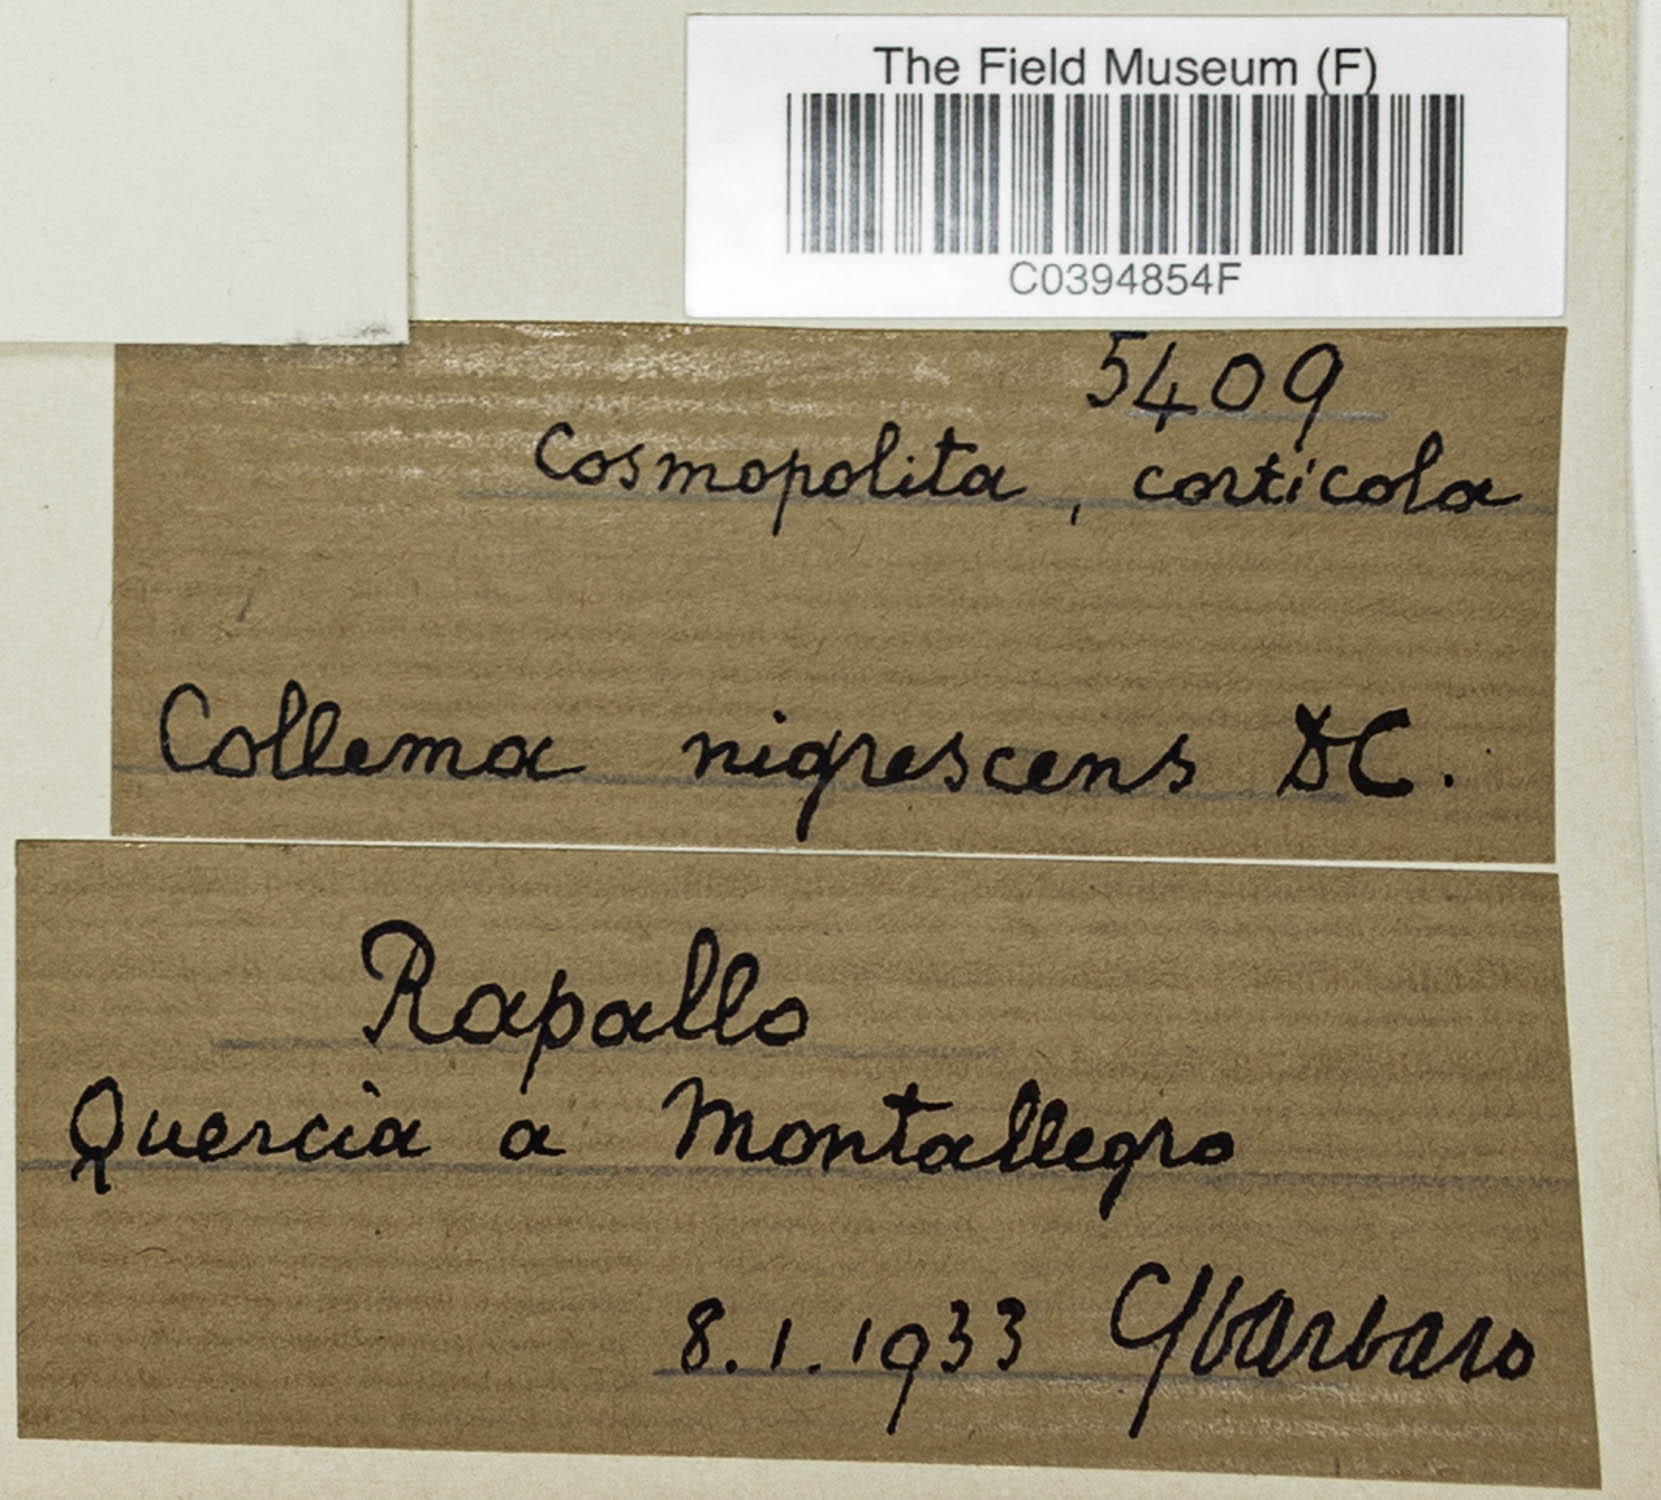 The Field Museum (F)
C0394854F
5409
Cosmopolita, corticola
Collema nigrescens DC.
Rapallo
Quercia a Montallegro
8.1.1933 GBarbaro